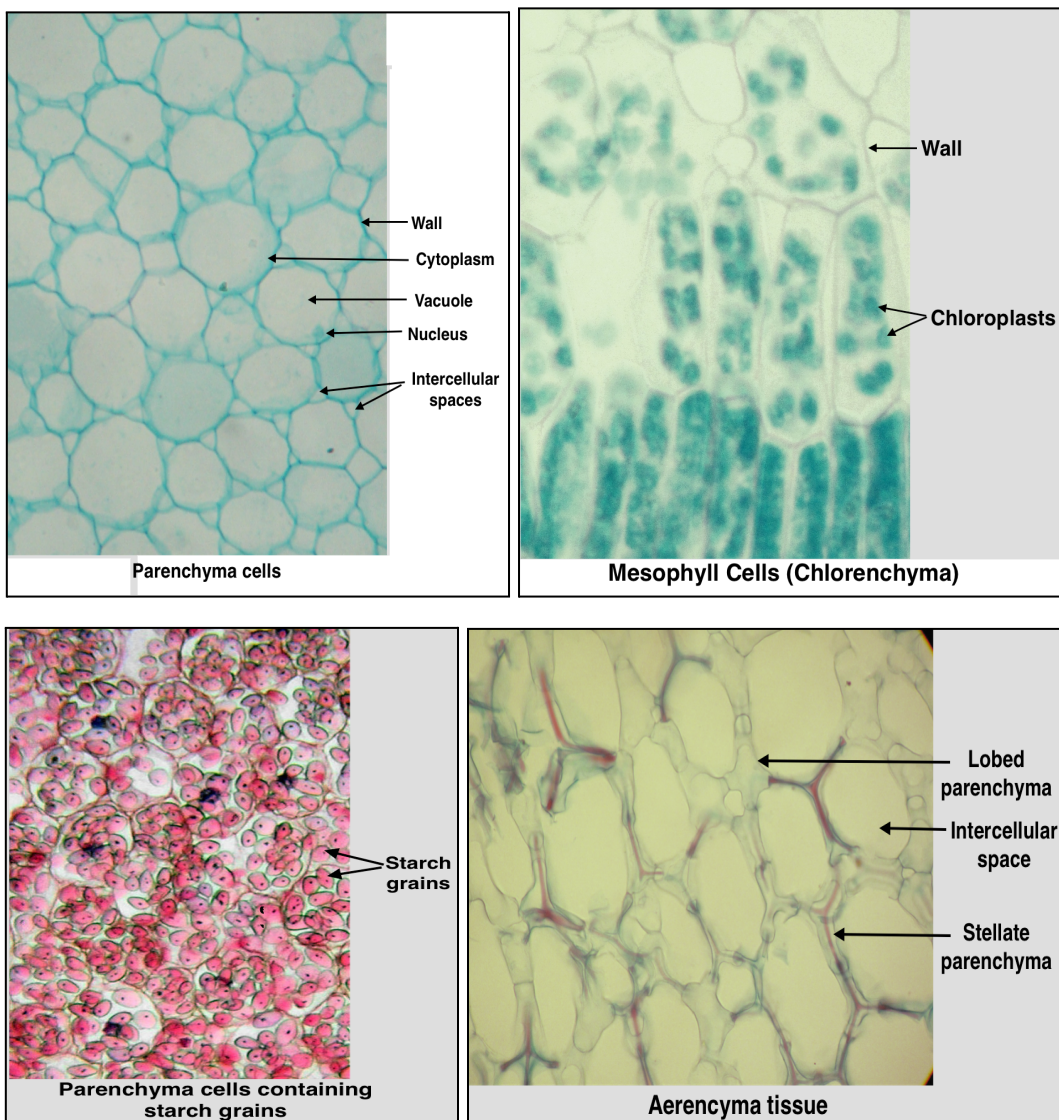 Wall
Cytoplasm
Vacuole
Nucleus
Intercellular
spaces
Parenchyma cells
Wall
Chloroplasts
Mesophyll Cells (Chlorenchyma)
Starch
grains
Parenchyma cells containing
starch grains
Lobed
parenchyma
Intercellular
space
Stellate
parenchyma
Aerencyma tissue